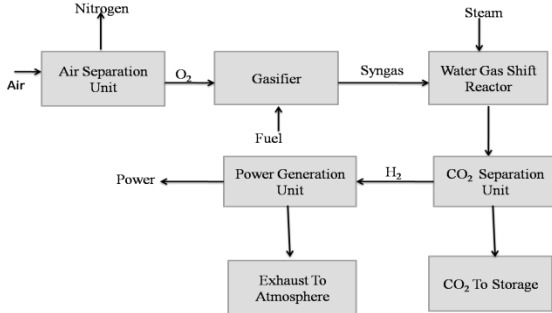 Nitrogen
Steam
Air
Air Separation
Unit
O₂
Gasifier
Syngas
Water Gas Shift
Reactor
Fuel
Power
Power Generation
Unit
H₂
CO₂ Separation
Unit
Exhaust To
Atmosphere
CO₂ To Storage